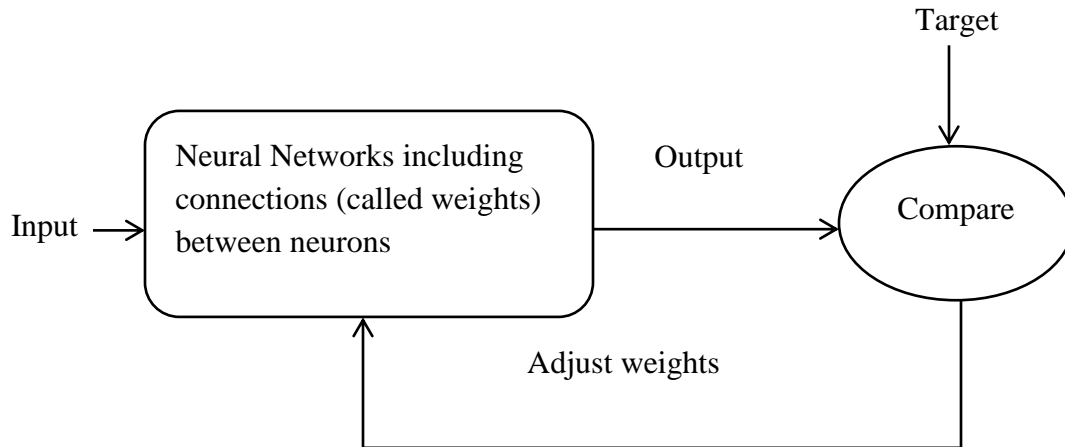 Target
Neural Networks including
connections (called weights)
between neurons
Output
Compare
Input
Adjust weights